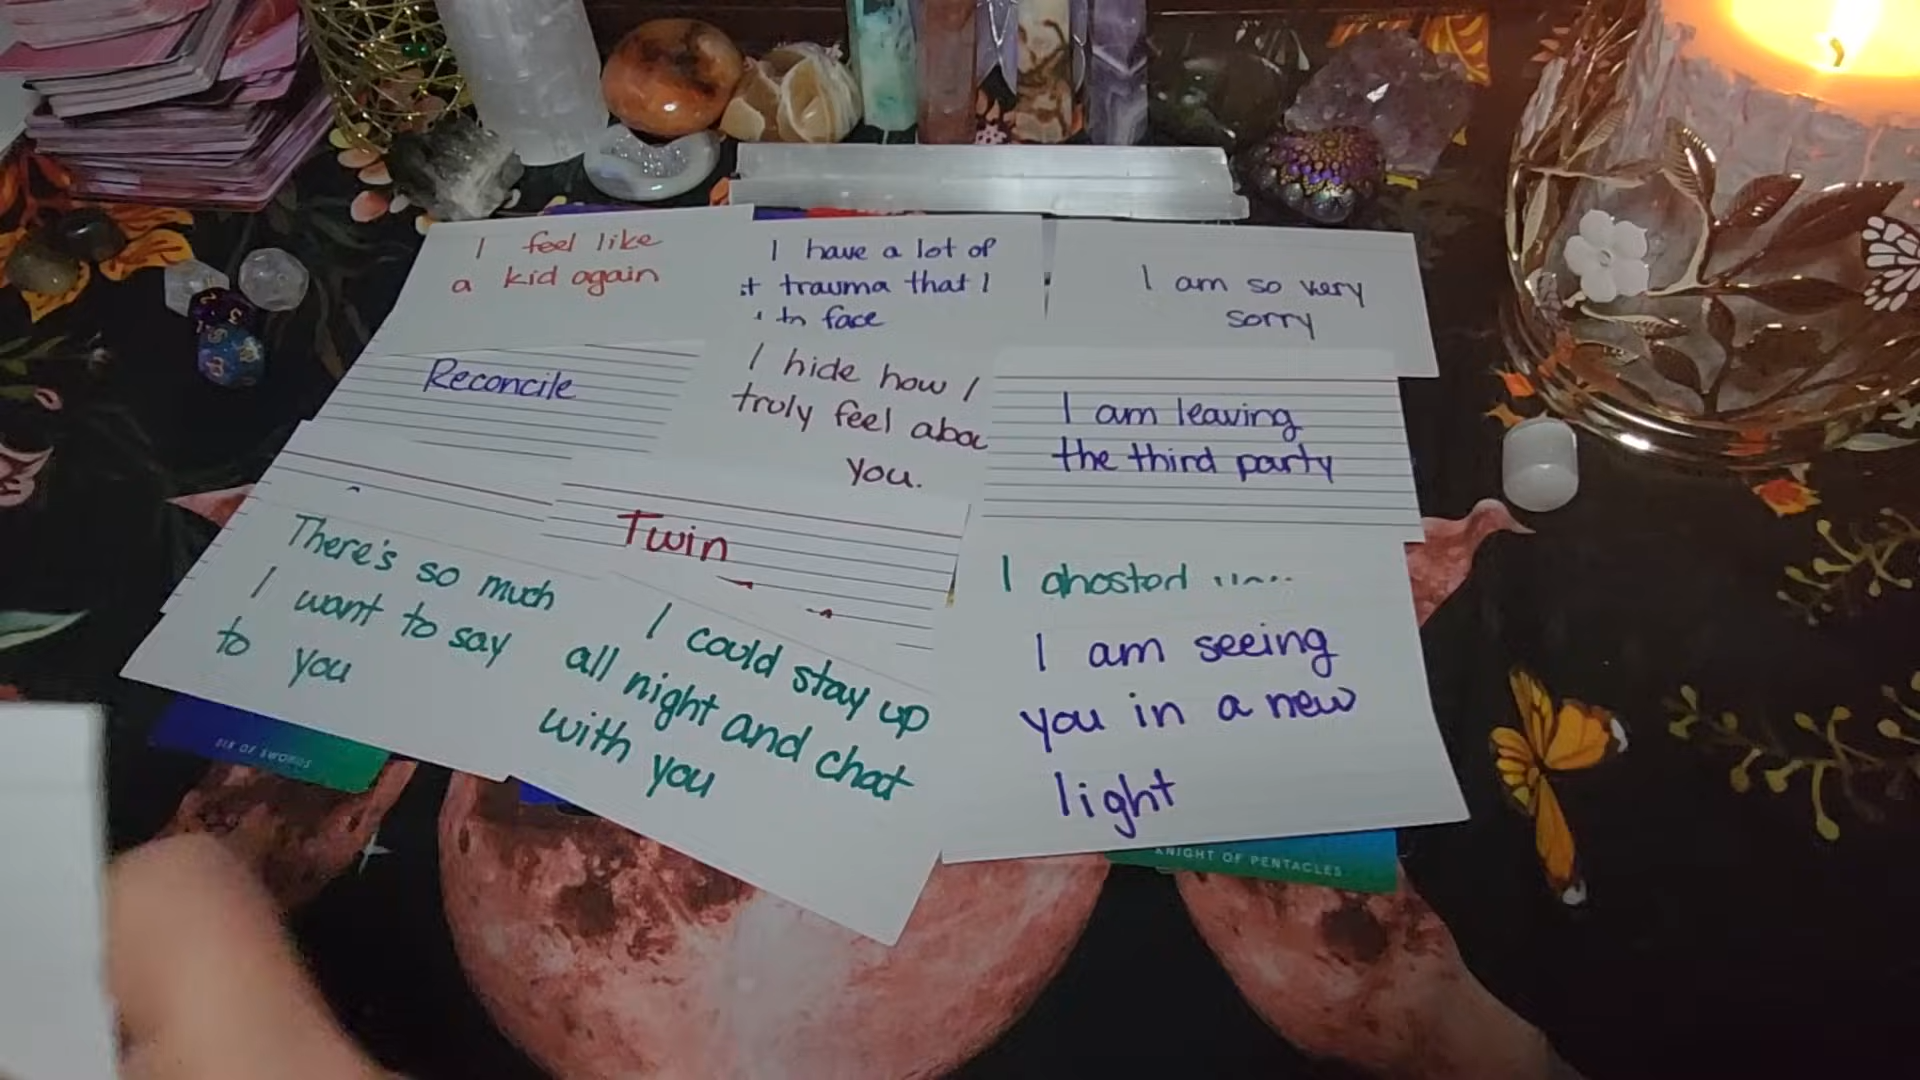 I feel like
a kid again
I have a lot of
trauma that I
face
I am so very
sorry
Reconcile
I hide how I
truly feel abou
you.
I am leaving
the third party
Twin
There's so much
I want to say
to you
I could stay up
all night and chat
with you
I ghosted
I am seeing
you in a new
light
SIX OF SWORDS
KNIGHT OF PENTACLES